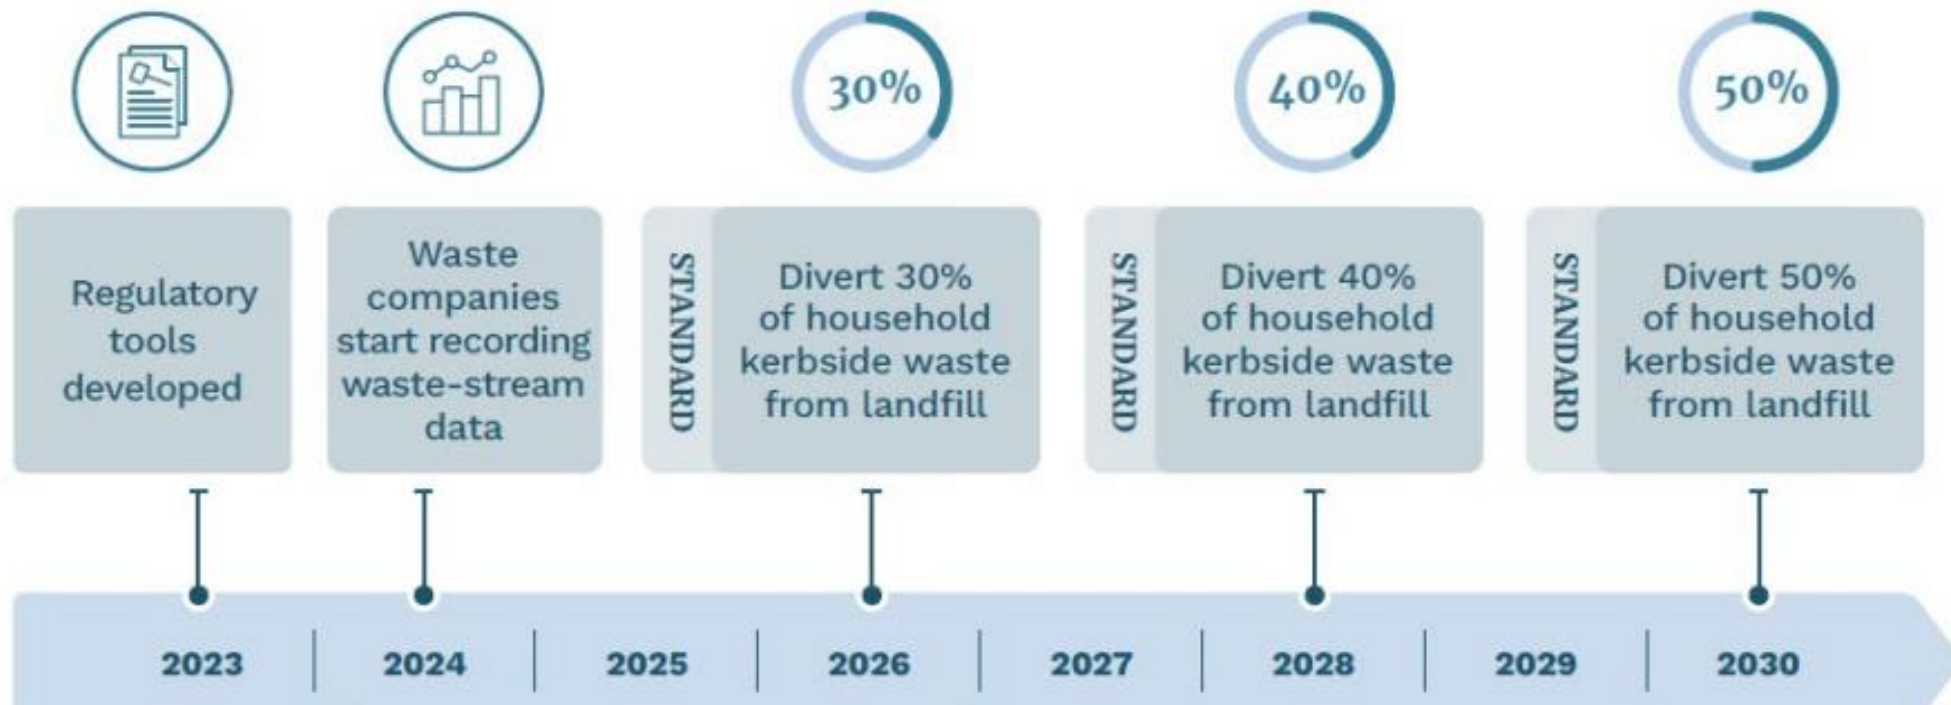 30%
40%
50%
Regulatory
tools
developed
Waste
companies
start recording
waste-stream
data
STANDARD
Divert 30%
of household
kerbside waste
from landfill
STANDARD
Divert 40%
of household
kerbside waste
from landfill
STANDARD
Divert 50%
of household
kerbside waste
from landfill
2023
2024
2025
2026
2027
2028
2029
2030